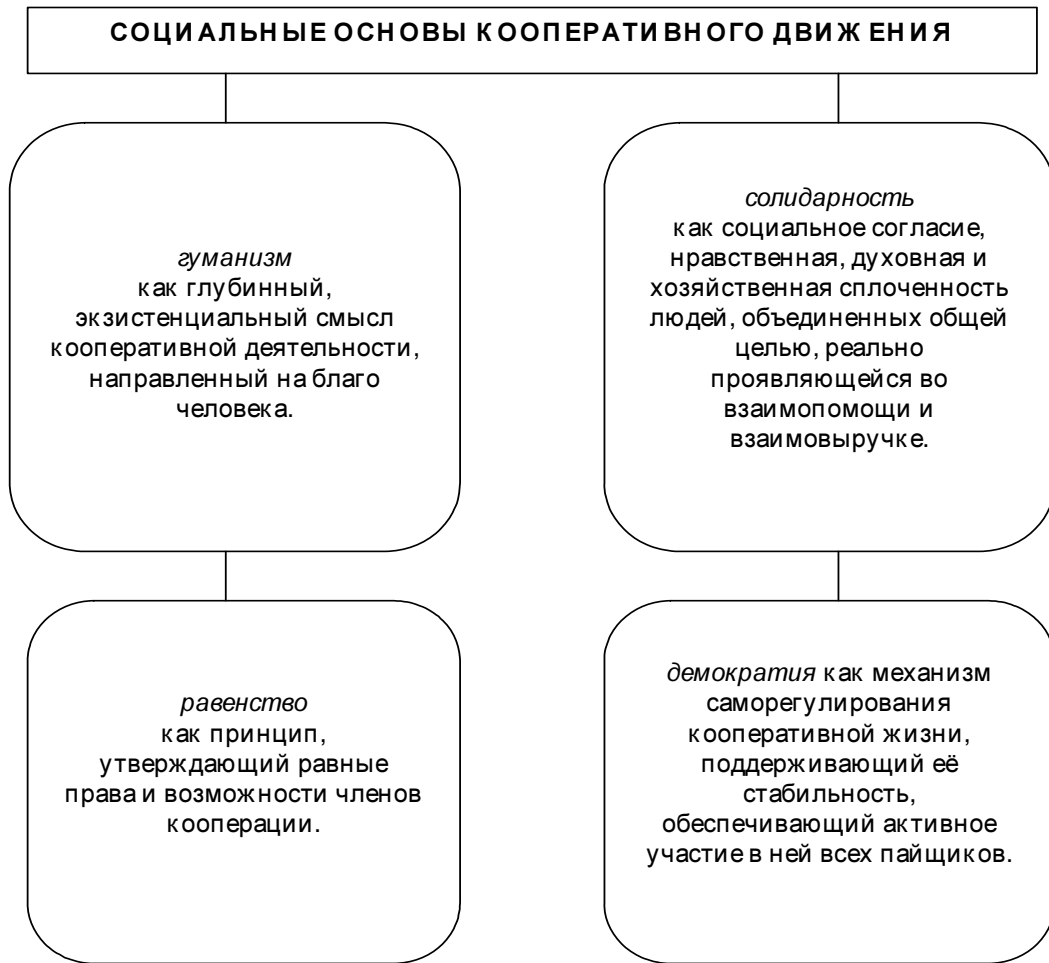 СОЦИАЛЬНЫЕ ОСНОВЫ КООПЕРАТИВНОГО ДВИЖЕНИЯ
гуманизм
как глубинный,
экзистенциальный смысл
кооперативной деятельности,
направленный на благо
человека.
солидарность
как социальное согласие,
нравственная, духовная и
хозяйственная сплоченность
людей, объединенных общей
целью, реально
проявляющейся во
взаимопомощи и
взаимовыручке.
равенство
как принцип,
утверждающий равные
права и возможности членов
кооперации.
демократия как механизм
саморегулирования
кооперативной жизни,
поддерживающий её
стабильность,
обеспечивающий активное
участие в ней всех пайщиков.